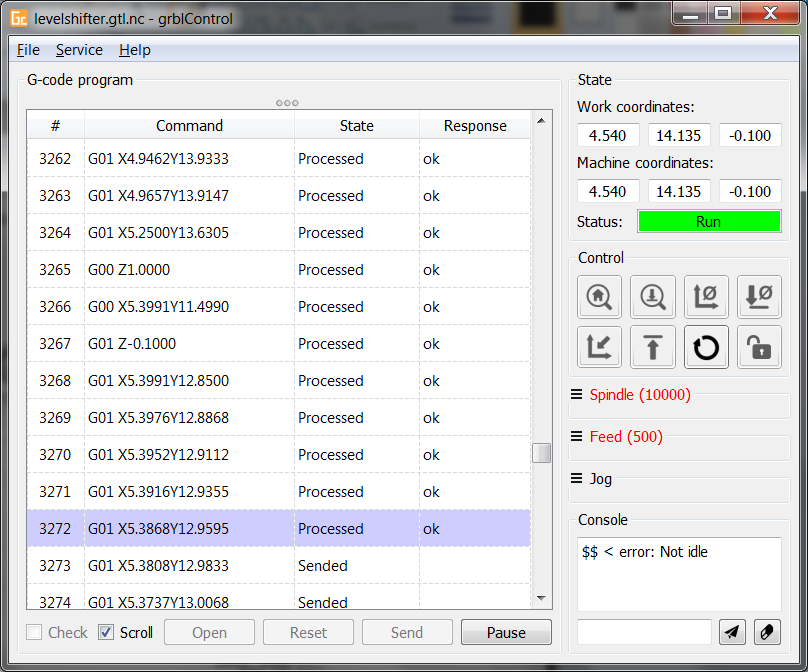 Gc levelshifter.gtl.nc - grblControl
File Service Help
G-code program
# Command State Response
3262 G01 X4.9462Y13.9333 Processed ok
3263 G01 X4.9657Y13.9147 Processed ok
3264 G01 X5.2500Y13.6305 Processed ok
3265 G00 Z1.0000 Processed ok
3266 G00 X5.3991Y11.4990 Processed ok
3267 G01 Z-0.1000 Processed ok
3268 G01 X5.3991Y12.8500 Processed ok
3269 G01 X5.3976Y12.8868 Processed ok
3270 G01 X5.3952Y12.9112 Processed ok
3271 G01 X5.3916Y12.9355 Processed ok
3272 G01 X5.3868Y12.9595 Processed ok
3273 G01 X5.3808Y12.9833 Sended
3274 G01 X5.3737Y13.0068 Sended
Check Scroll Open Reset Send Pause
State
Work coordinates:
4.540 14.135 -0.100
Machine coordinates:
4.540 14.135 -0.100
Status: Run
Control
Spindle (10000)
Feed (500)
Jog
Console
$$ < error: Not idle